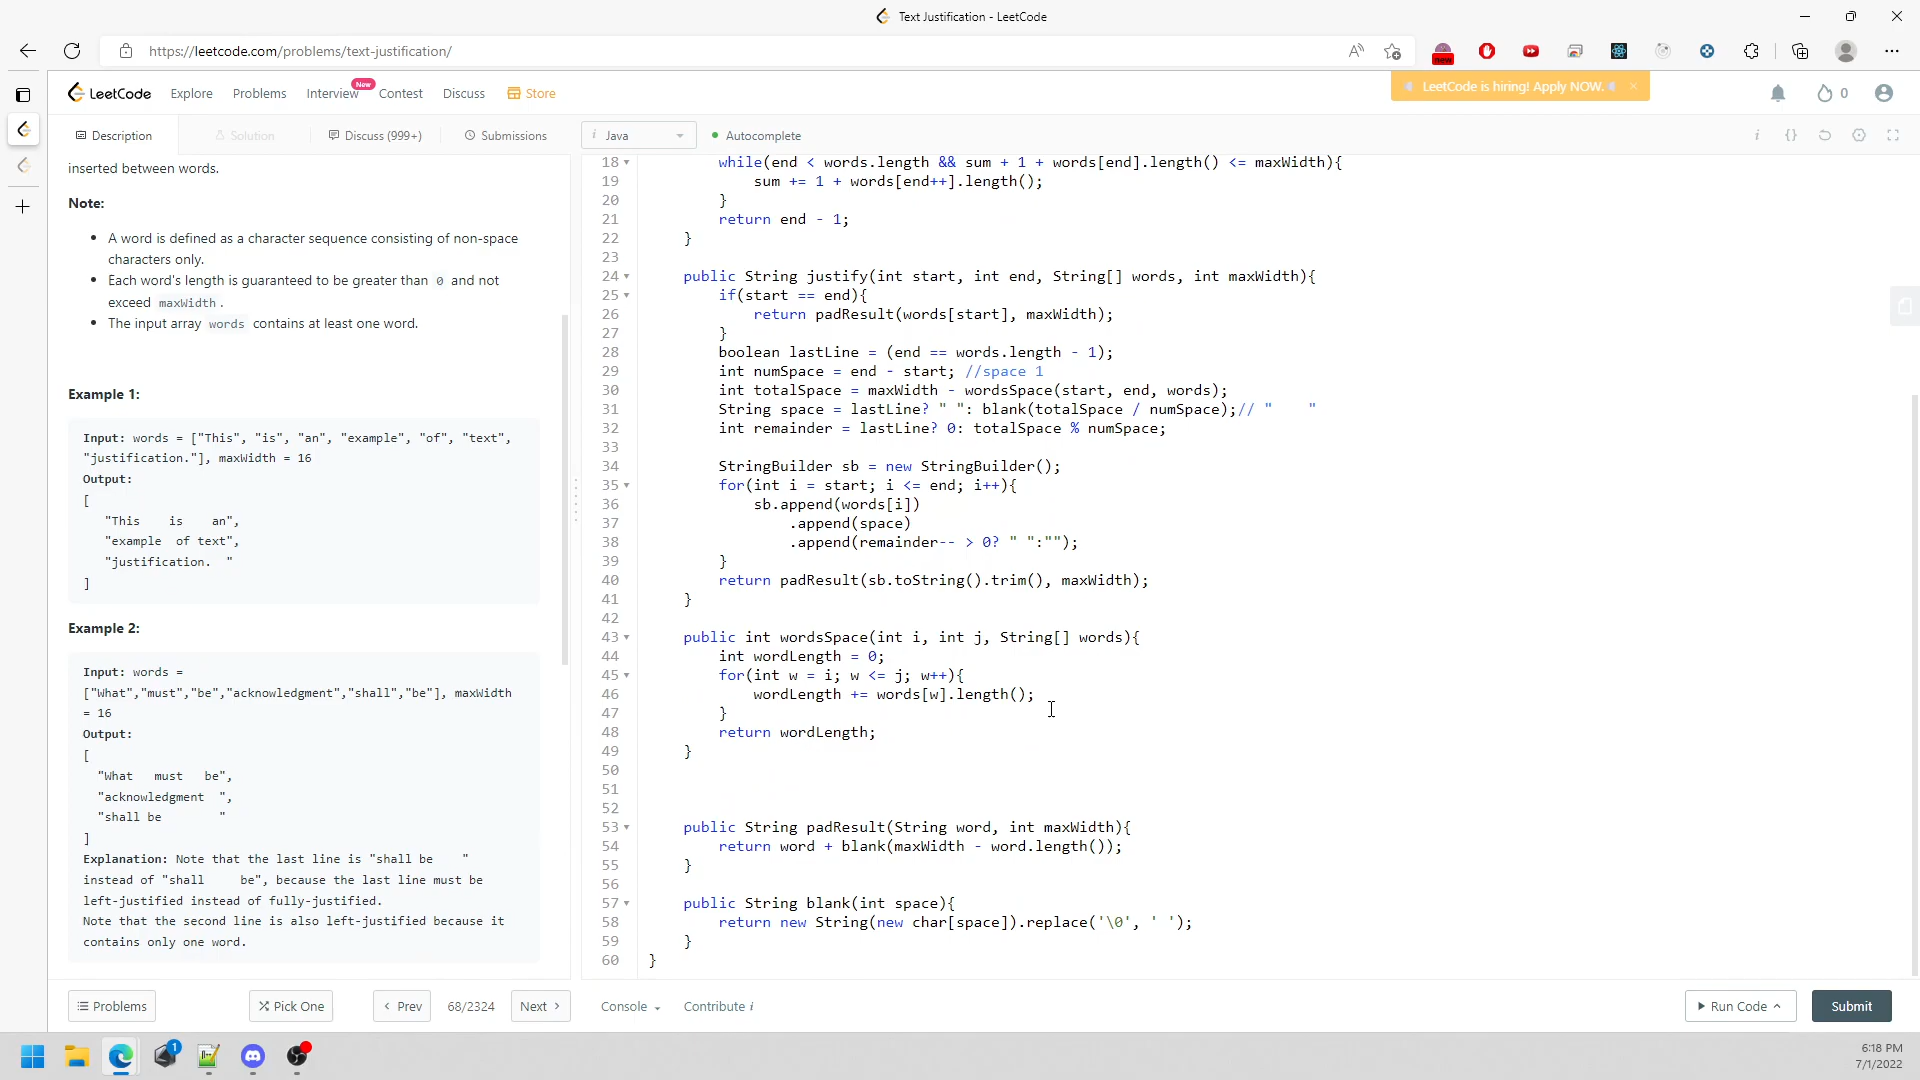 Text Justification - LeetCode
https://leetcode.com/problems/text-justification/
new
LeetCode
Explore
Problems
Interview
New
Contest
Discuss
Store
LeetCode is hiring! Apply NOW.
0
Description
Solution
Discuss (999+)
Submissions
i Java
Autocomplete
inserted between words.
Note:
• A word is defined as a character sequence consisting of non-space
characters only.
• Each word's length is guaranteed to be greater than 0 and not
exceed maxWidth.
• The input array words contains at least one word.
Example 1:
Input: words = ["This", "is", "an", "example", "of", "text",
"justification."], maxWidth = 16
Output:
[
"This    is    an",
"example  of text",
"justification.  "
]
Example 2:
Input: words =
["What","must","be","acknowledgment","shall","be"], maxWidth
= 16
Output:
[
"What   must   be",
"acknowledgment  ",
"shall be        "
]
Explanation: Note that the last line is "shall be    "
instead of "shall     be", because the last line must be
left-justified instead of fully-justified.
Note that the second line is also left-justified because it
contains only one word.
18 while(end < words.length && sum + 1 + words[end].length() <= maxWidth){
19 sum += 1 + words[end++].length();
20 }
21 return end - 1;
22 }
23
24 public String justify(int start, int end, String[] words, int maxWidth){
25 if(start == end){
26 return padResult(words[start], maxWidth);
27 }
28 boolean lastLine = (end == words.length - 1);
29 int numSpace = end - start; //space 1
30 int totalSpace = maxWidth - wordsSpace(start, end, words);
31 String space = lastLine? " ": blank(totalSpace / numSpace);// "    "
32 int remainder = lastLine? 0: totalSpace % numSpace;
33
34 StringBuilder sb = new StringBuilder();
35 for(int i = start; i <= end; i++){
36 sb.append(words[i])
37 .append(space)
38 .append(remainder-- > 0? " ":"");
39 }
40 return padResult(sb.toString().trim(), maxWidth);
41 }
42
43 public int wordsSpace(int i, int j, String[] words){
44 int wordLength = 0;
45 for(int w = i; w <= j; w++){
46 wordLength += words[w].length();
47 }
48 return wordLength;
49 }
50
51
52
53 public String padResult(String word, int maxWidth){
54 return word + blank(maxWidth - word.length());
55 }
56
57 public String blank(int space){
58 return new String(new char[space]).replace('\0', ' ');
59 }
60 }
Problems
Pick One
Prev
68/2324
Next
Console
Contribute i
Run Code
Submit
1
6:18 PM
7/1/2022